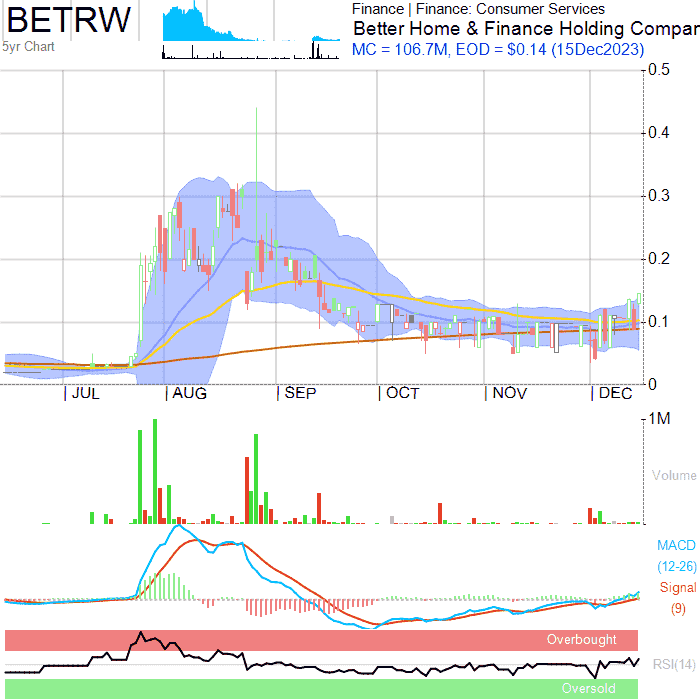 BETRW
5yr Chart
Finance | Finance: Consumer Services
Better Home & Finance Holding Compan
MC = 106.7M, EOD = $0.14 (15Dec2023)
0.5
0.4
0.3
0.2
0.1
0
JUL AUG SEP OCT NOV DEC
1M
Volume
MACD
(12-26)
Signal
(9)
Overbought
RSI(14)
Oversold